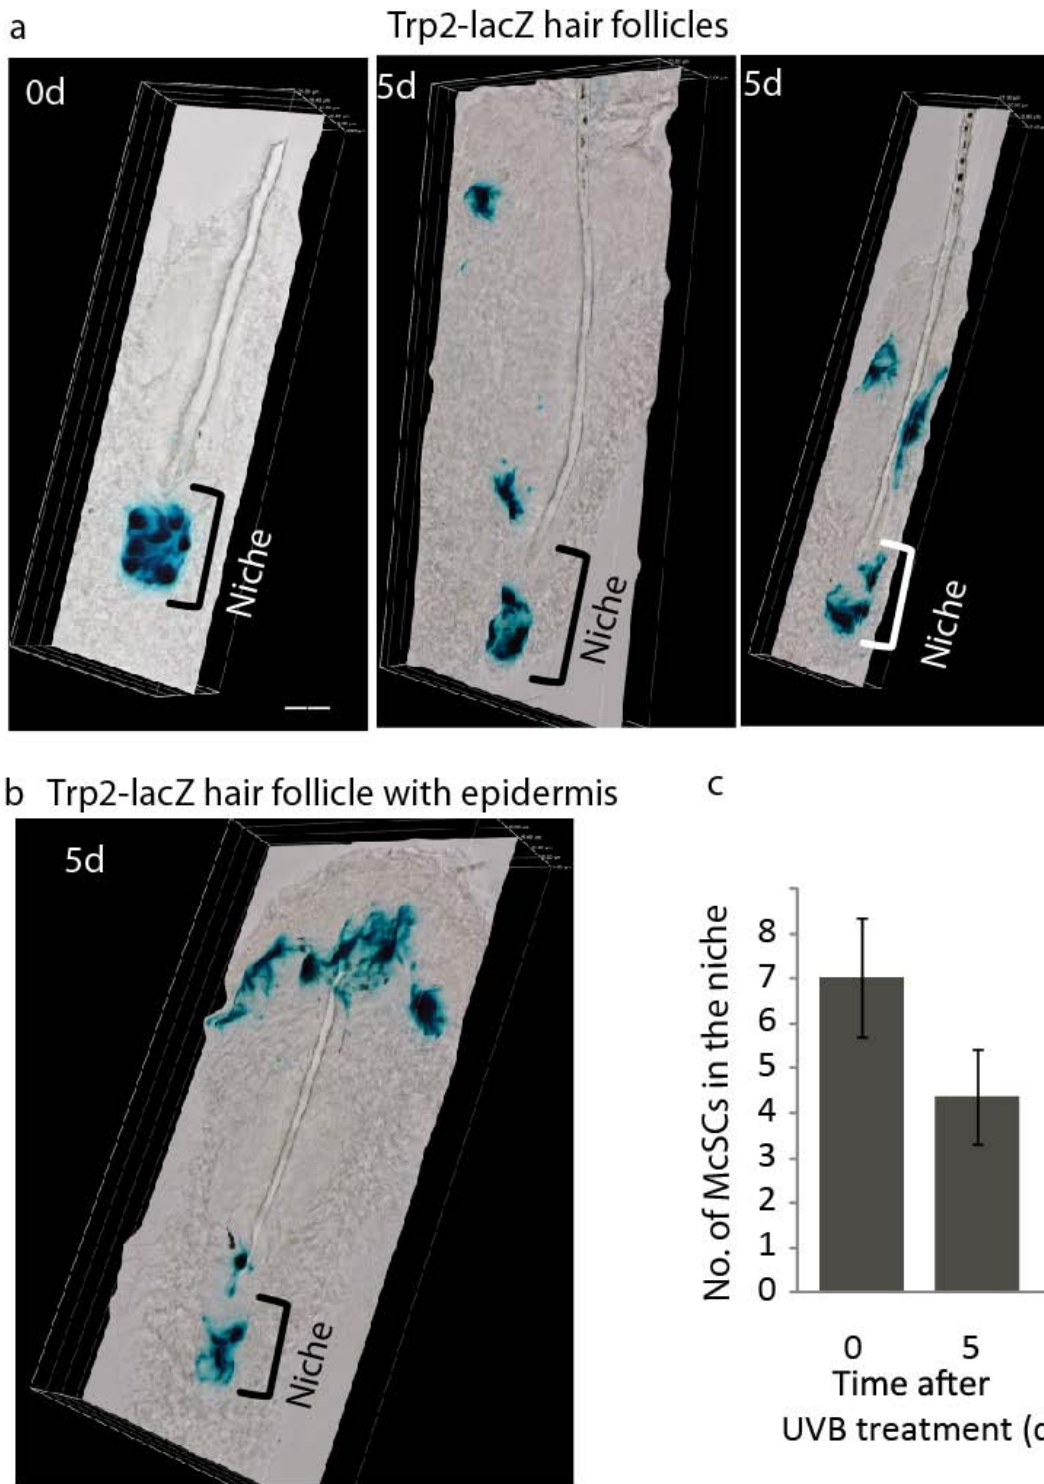 a
Trp2-lacZ hair follicles
0d
5d
5d
Niche
Niche
Niche
b Trp2-lacZ hair follicle with epidermis
5d
Niche
c
No. of McSCs in the niche
8
7
6
5
4
3
2
1
0
0 5
Time after
UVB treatment (d